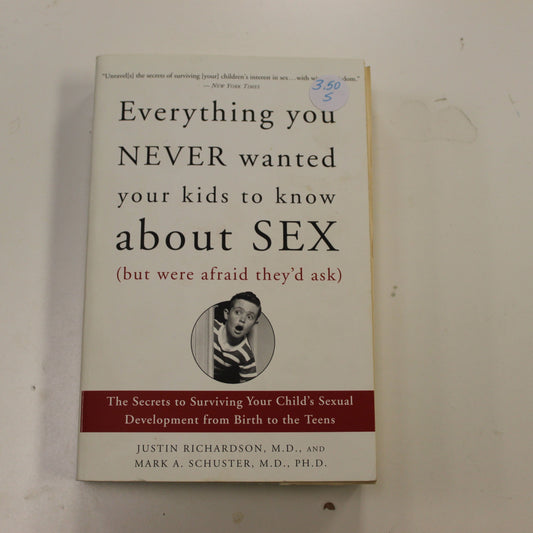 "Unravel[s] the secrets of surviving [your] children's interest in sex...with
— NEW YORK TIMES
3.50
S
Everything you
NEVER wanted
your kids to know
about SEX
(but were afraid they'd ask)
The Secrets to Surviving Your Child's Sexual
Development from Birth to the Teens
JUSTIN RICHARDSON, M.D., AND
MARK A. SCHUSTER, M.D., PH.D.